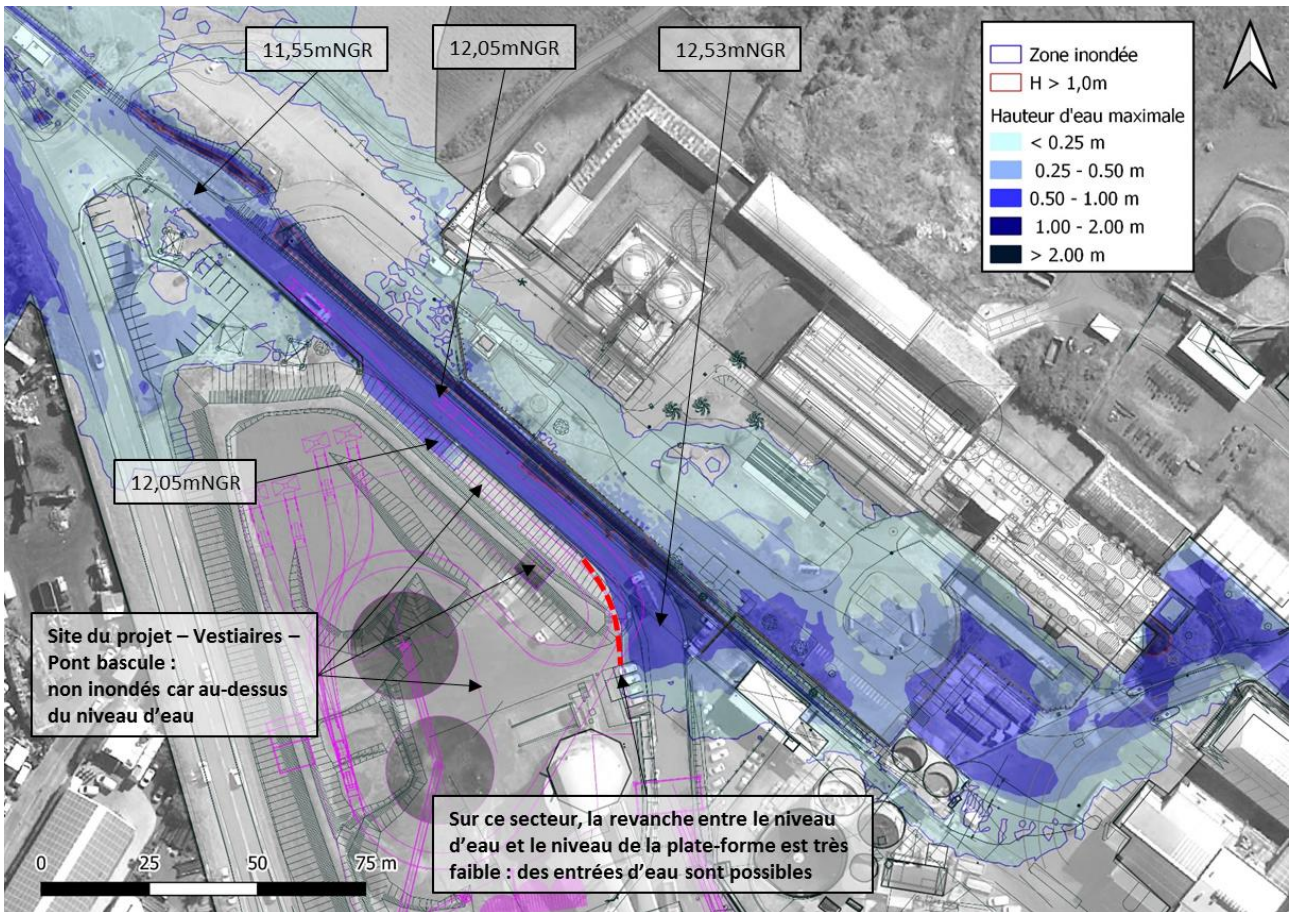 11,55mNGR
12,05mNGR
12,53mNGR
Zone inondée
H > 1,0m
Hauteur d'eau maximale
< 0.25 m
0.25 - 0.50 m
0.50 - 1.00 m
1.00 - 2.00 m
> 2.00 m
12,05mNGR
Site du projet – Vestiaires –
Pont bascule :
non inondés car au-dessus
du niveau d'eau
Sur ce secteur, la revanche entre le niveau
d'eau et le niveau de la plate-forme est très
faible : des entrées d'eau sont possibles
0 25 50 75 m